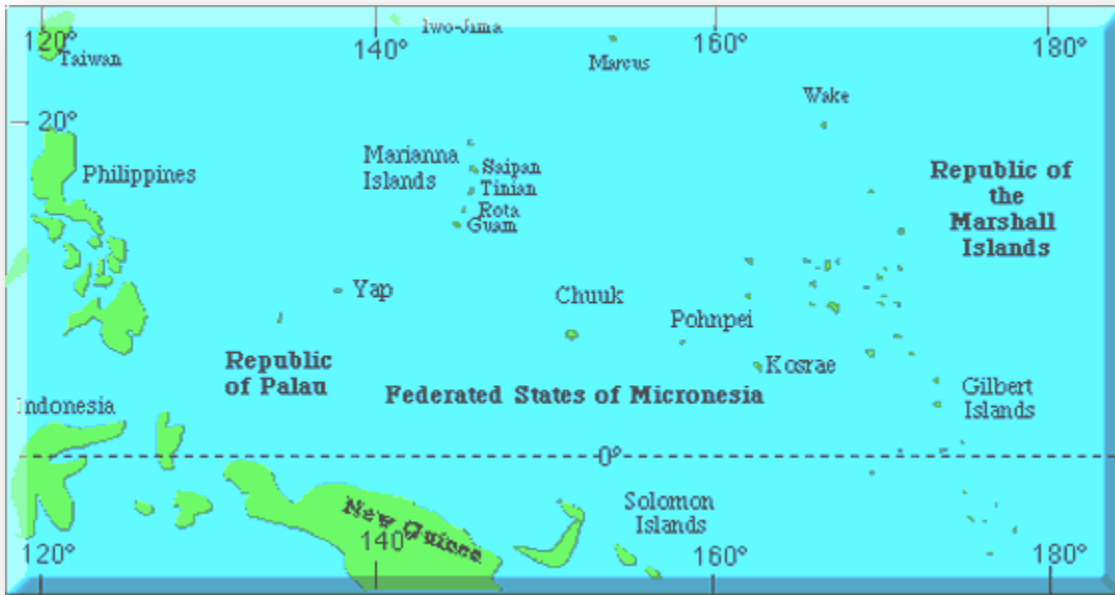 Iwo-Jima
120°
140°
160°
180°
Taiwan
Marcus
Wake
20°
Philippines
Marianna
Islands
Saipan
Tinian
Rota
Guam
Republic of
the
Marshall
Islands
Yap
Chuuk
Pohnpei
Republic
of Palau
Kosrae
Federated States of Micronesia
Gilbert
Islands
Indonesia
0°
Solomon
Islands
New Guinea
120°
140°
160°
180°